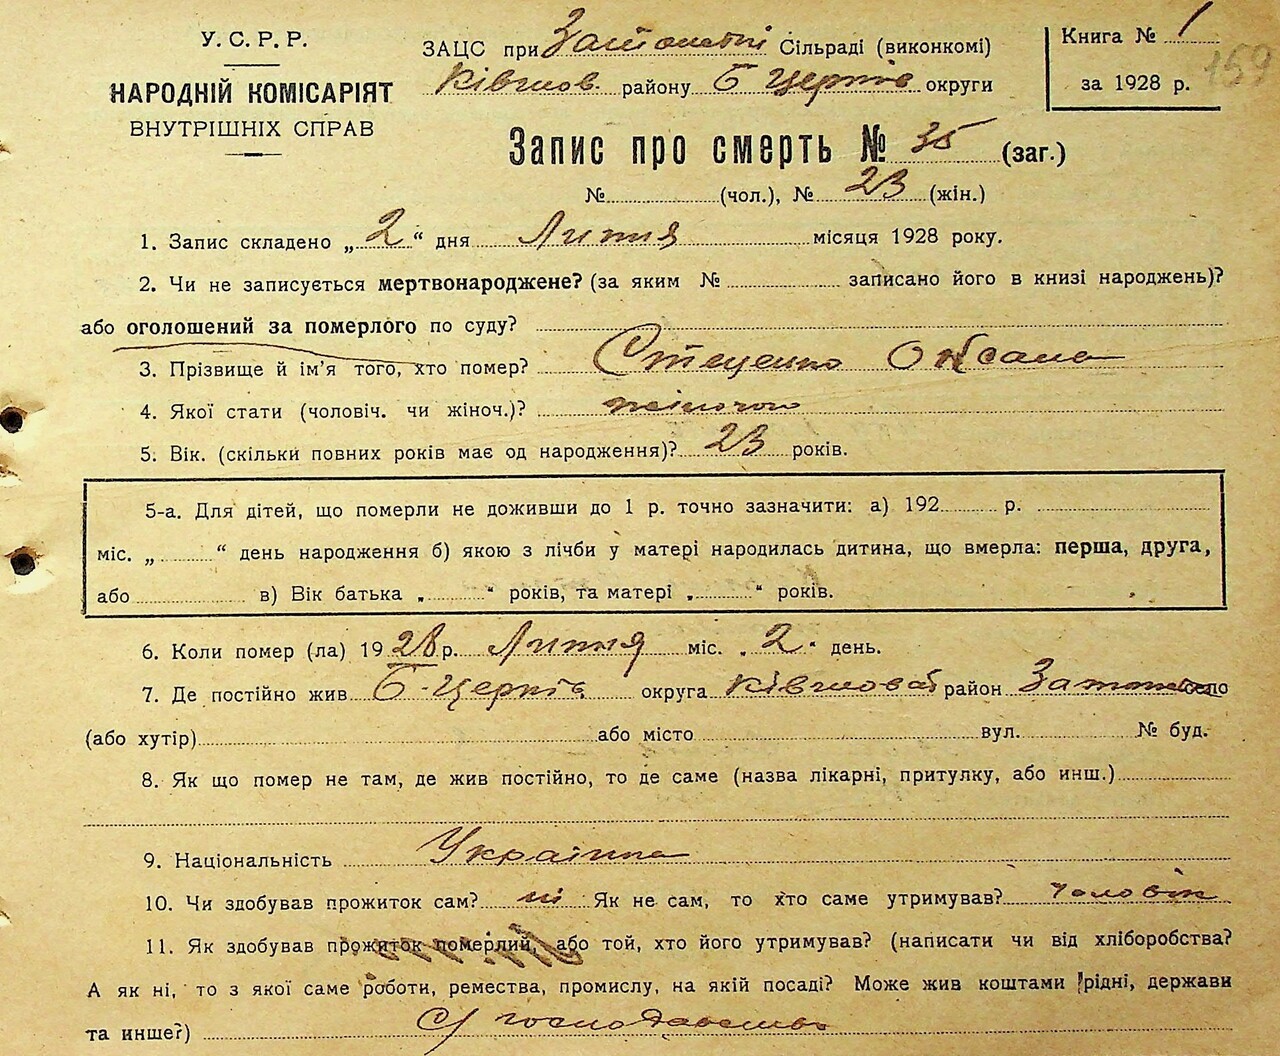 У.С.Р.Р.
НАРОДНІЙ КОМІСАРІЯТ
ВНУТРІШНІХ СПРАВ
ЗАЦС при Сільраді (виконкомі)
району Б Церків округи
Книга № 1
за 1928 р.
159
Запис про смерть № 35 (заг.)
№ (чол.), № 23 (жін.)
1. Запис складено „2“ дня Липня місяця 1928 року.
2. Чи не записується мертвонароджене? (за яким № записано його в книзі народжень)?
або оголошений за померлого по суду?
3. Прізвище й ім'я того, хто помер? Стеценко Оксана
4. Якої стати (чоловіч. чи жіноч.)? жіночої
5. Вік. (скільки повних років має од народження)? 23 років.
5-а. Для дітей, що померли не доживши до 1 р. точно зазначити: а) 192 р.
міс. „ “ день народження б) якою з лічби у матері народилась дитина, що вмерла: перша, друга,
або в) Вік батька „ “ років, та матері „ “ років.
6. Коли помер (ла) 1928 р. Липня міс. „2“ день.
7. Де постійно жив Б-Церків округа район село
(або хутір) або місто вул. № буд.
8. Як що помер не там, де жив постійно, то де саме (назва лікарні, притулку, або инш.)
9. Національність Українка
10. Чи здобував прожиток сам? ні Як не сам, то хто саме утримував? чоловік
11. Як здобував прожиток померлий, або той, хто його утримував? (написати чи від хліборобства?
А як ні, то з якої саме роботи, ремества, промислу, на якій посаді? Може жив коштами рідні, держави
та инше?) С/господарство